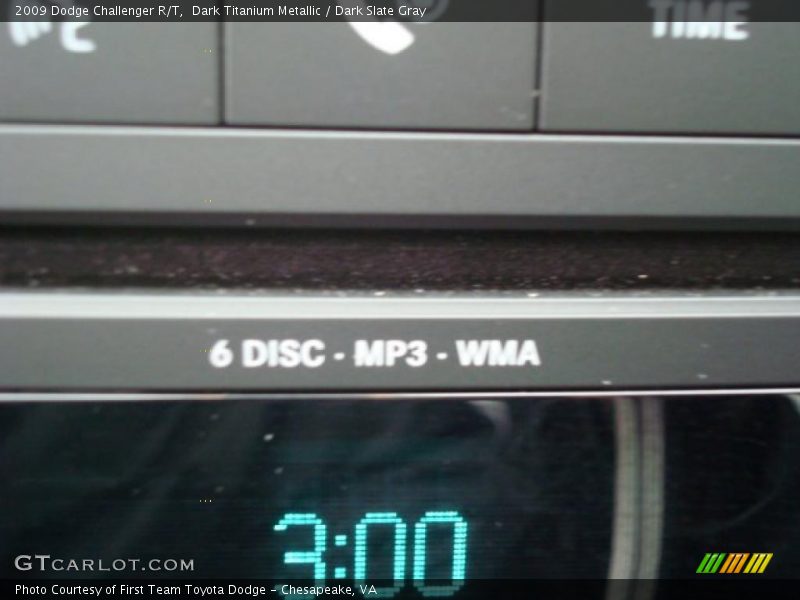 2009 Dodge Challenger R/T,  Dark Titanium Metallic / Dark Slate Gray
TIME
6 DISC - MP3 - WMA
3:00
GTCARLOT.COM
Photo Courtesy of First Team Toyota Dodge – Chesapeake, VA